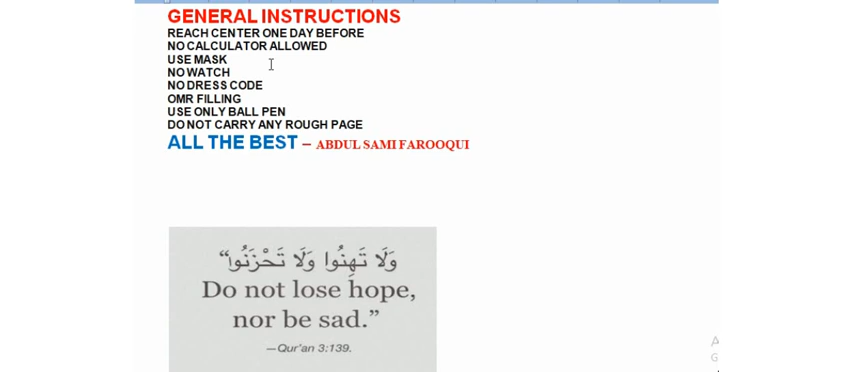 GENERAL INSTRUCTIONS
REACH CENTER ONE DAY BEFORE
NO CALCULATOR ALLOWED
USE MASK
NO WATCH
NO DRESS CODE
OMR FILLING
USE ONLY BALL PEN
DO NOT CARRY ANY ROUGH PAGE
ALL THE BEST – ABDUL SAMI FAROOQUI
“وَلَا تَهِنُوا وَلَا تَحْزَنُوا
Do not lose hope,
nor be sad.”
—Qur’an 3:139.
A
G